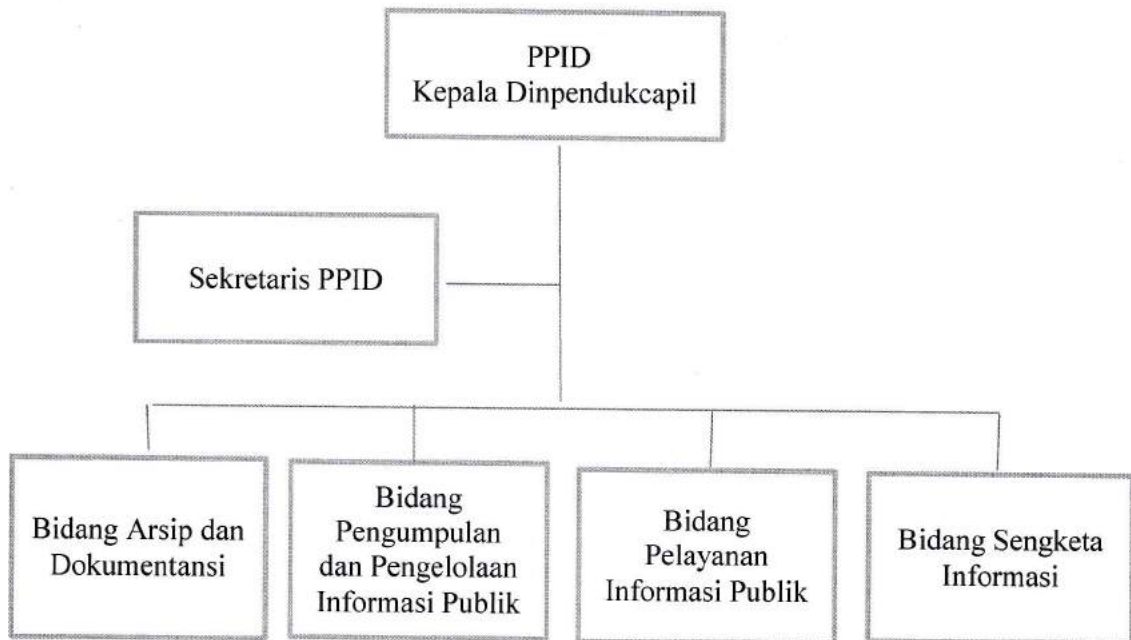 PPID
Kepala Dinpendukcapil
Sekretaris PPID
Bidang Arsip dan
Dokumentansi
Bidang
Pengumpulan
dan Pengelolaan
Informasi Publik
Bidang
Pelayanan
Informasi Publik
Bidang Sengketa
Informasi